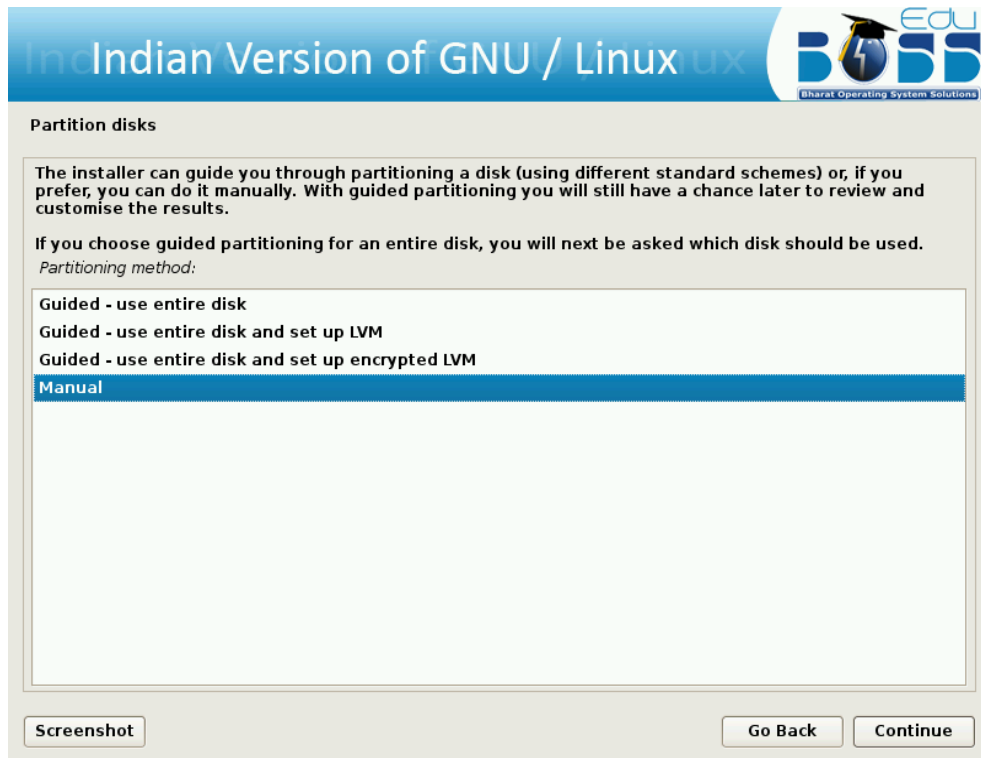 Indian Version of GNU / Linux
Edu
BOSS
Bharat Operating System Solutions
Partition disks
The installer can guide you through partitioning a disk (using different standard schemes) or, if you
prefer, you can do it manually. With guided partitioning you will still have a chance later to review and
customise the results.
If you choose guided partitioning for an entire disk, you will next be asked which disk should be used.
Partitioning method:
Guided - use entire disk
Guided - use entire disk and set up LVM
Guided - use entire disk and set up encrypted LVM
Manual
Screenshot
Go Back
Continue